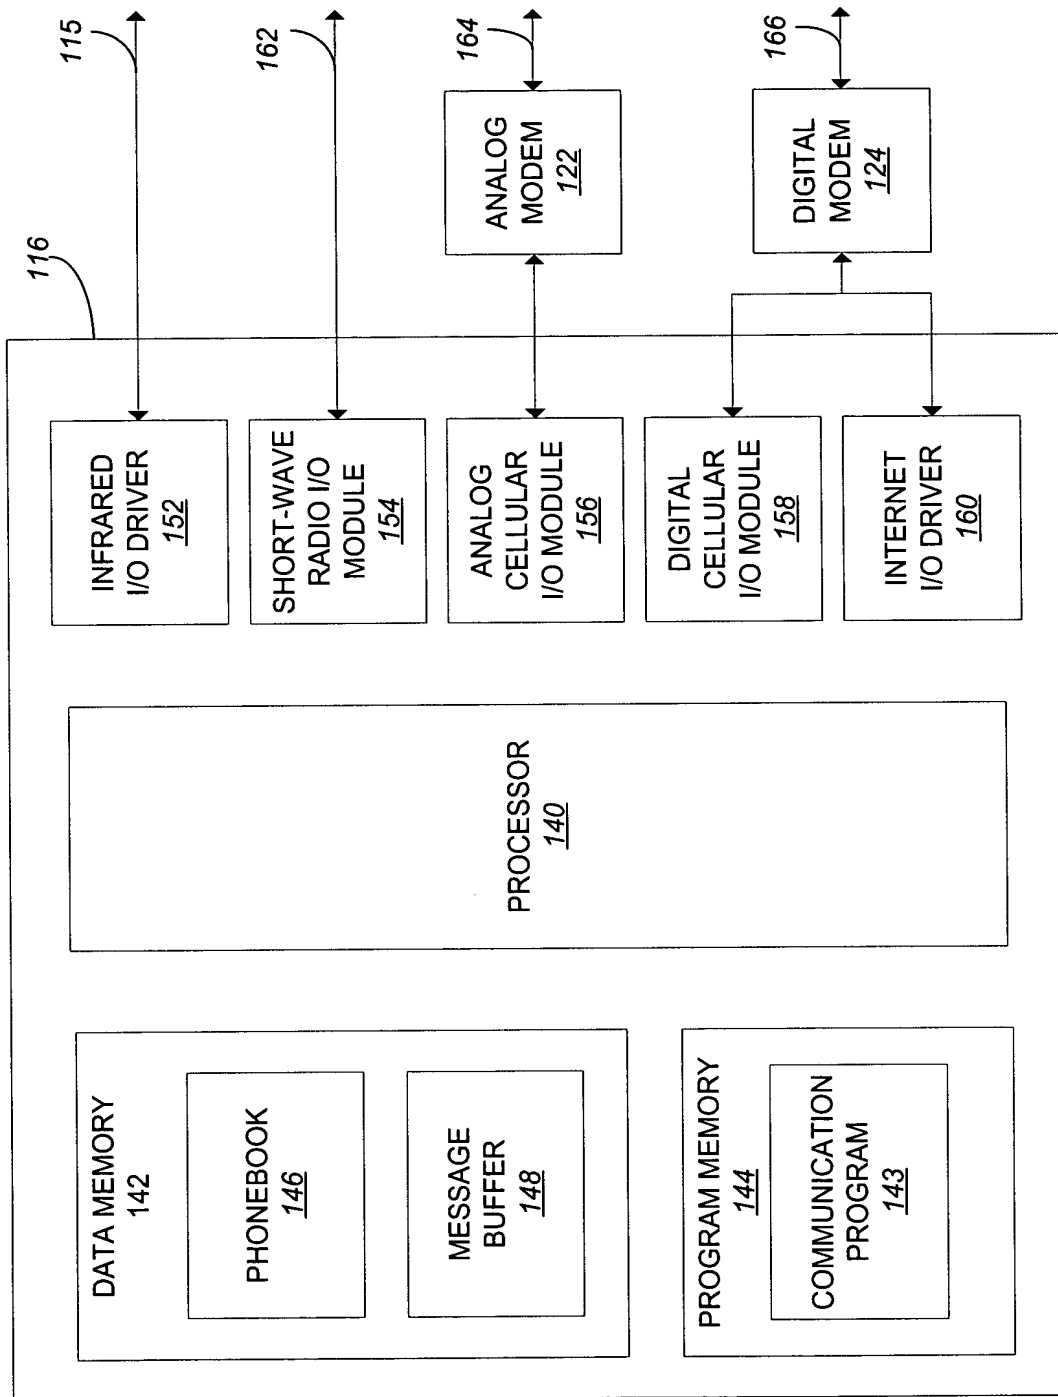 DATA MEMORY
142
PHONEBOOK
146
MESSAGE
BUFFER
148
PROGRAM MEMORY
144
COMMUNICATION
PROGRAM
143
PROCESSOR
140
INFRARED
I/O DRIVER
152
SHORT-WAVE
RADIO I/O
MODULE
154
ANALOG
CELLULAR
I/O MODULE
156
DIGITAL
CELLULAR
I/O MODULE
158
INTERNET
I/O DRIVER
160
116
ANALOG
MODEM
122
DIGITAL
MODEM
124
115
162
164
166